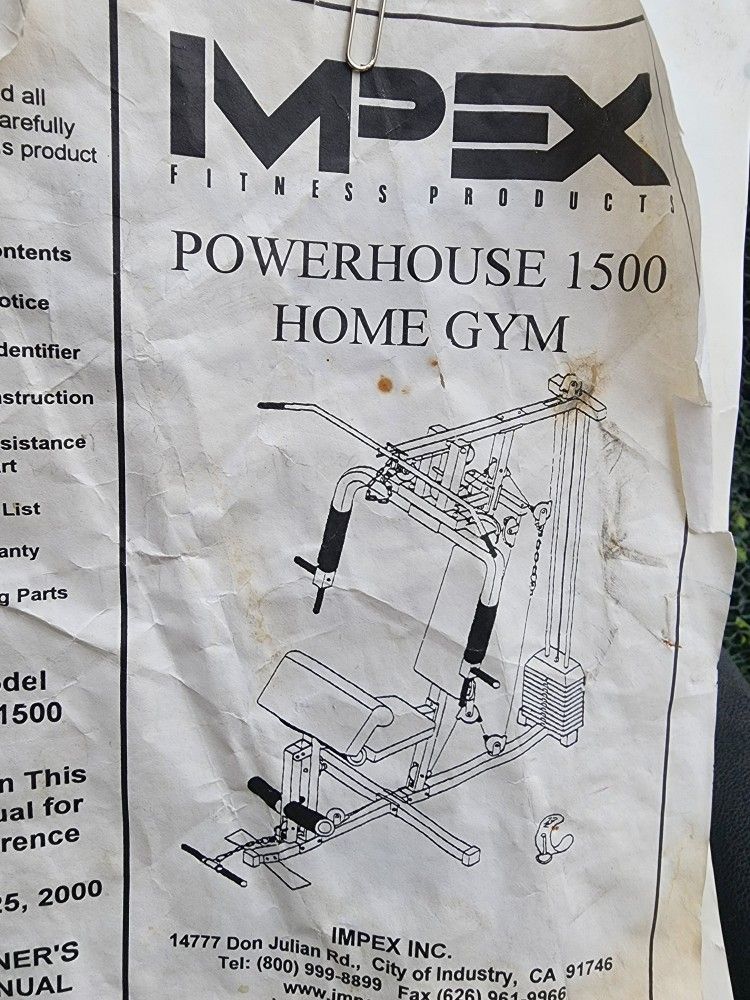 d all
arefully
s product
ontents
otice
dentifier
struction
sistance
rt
List
anty
g Parts
del
1500
n This
ual for
rence
25, 2000
NER'S
NUAL
IMPEX
FITNESS PRODUCTS
POWERHOUSE 1500
HOME GYM
IMPEX INC.
14777 Don Julian Rd., City of Industry, CA 91746
Tel: (800) 999-8899 Fax (626) 961-9966